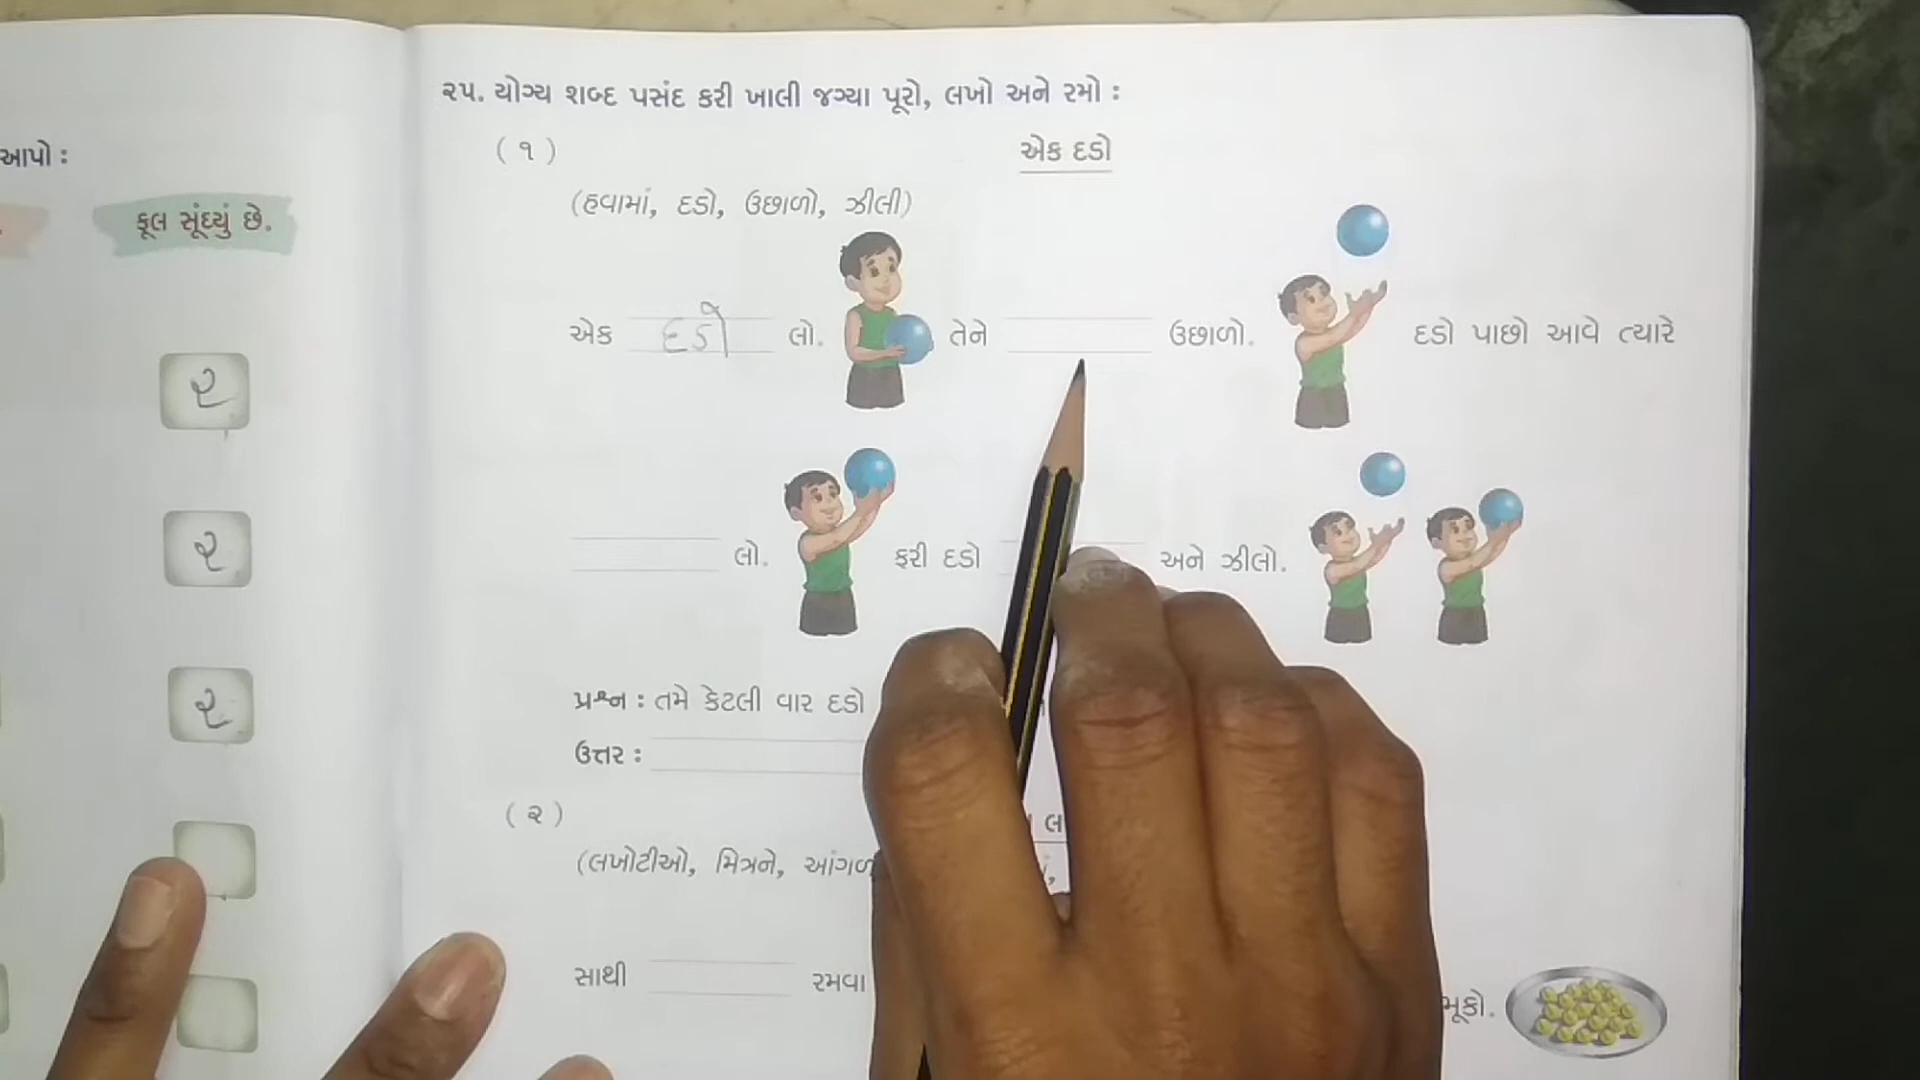 આપો :
ફૂલ સૂંઘ્યું છે.
૨
૨
૨
૨૫. યોગ્ય શબ્દ પસંદ કરી ખાલી જગ્યા પૂરો, લખો અને રમો :
(૧) એક દડો
(હવામાં, દડો, ઉછાળો, ઝીલી)
એક દડો લો. તેને ઉછાળો. દડો પાછો આવે ત્યારે
લો. ફરી દડો અને ઝીલો.
પ્રશ્ન : તમે કેટલી વાર દડો
ઉત્તર :
(૨) લ
(લખોટીઓ, મિત્રને,
સાથી રમવા મૂકો.